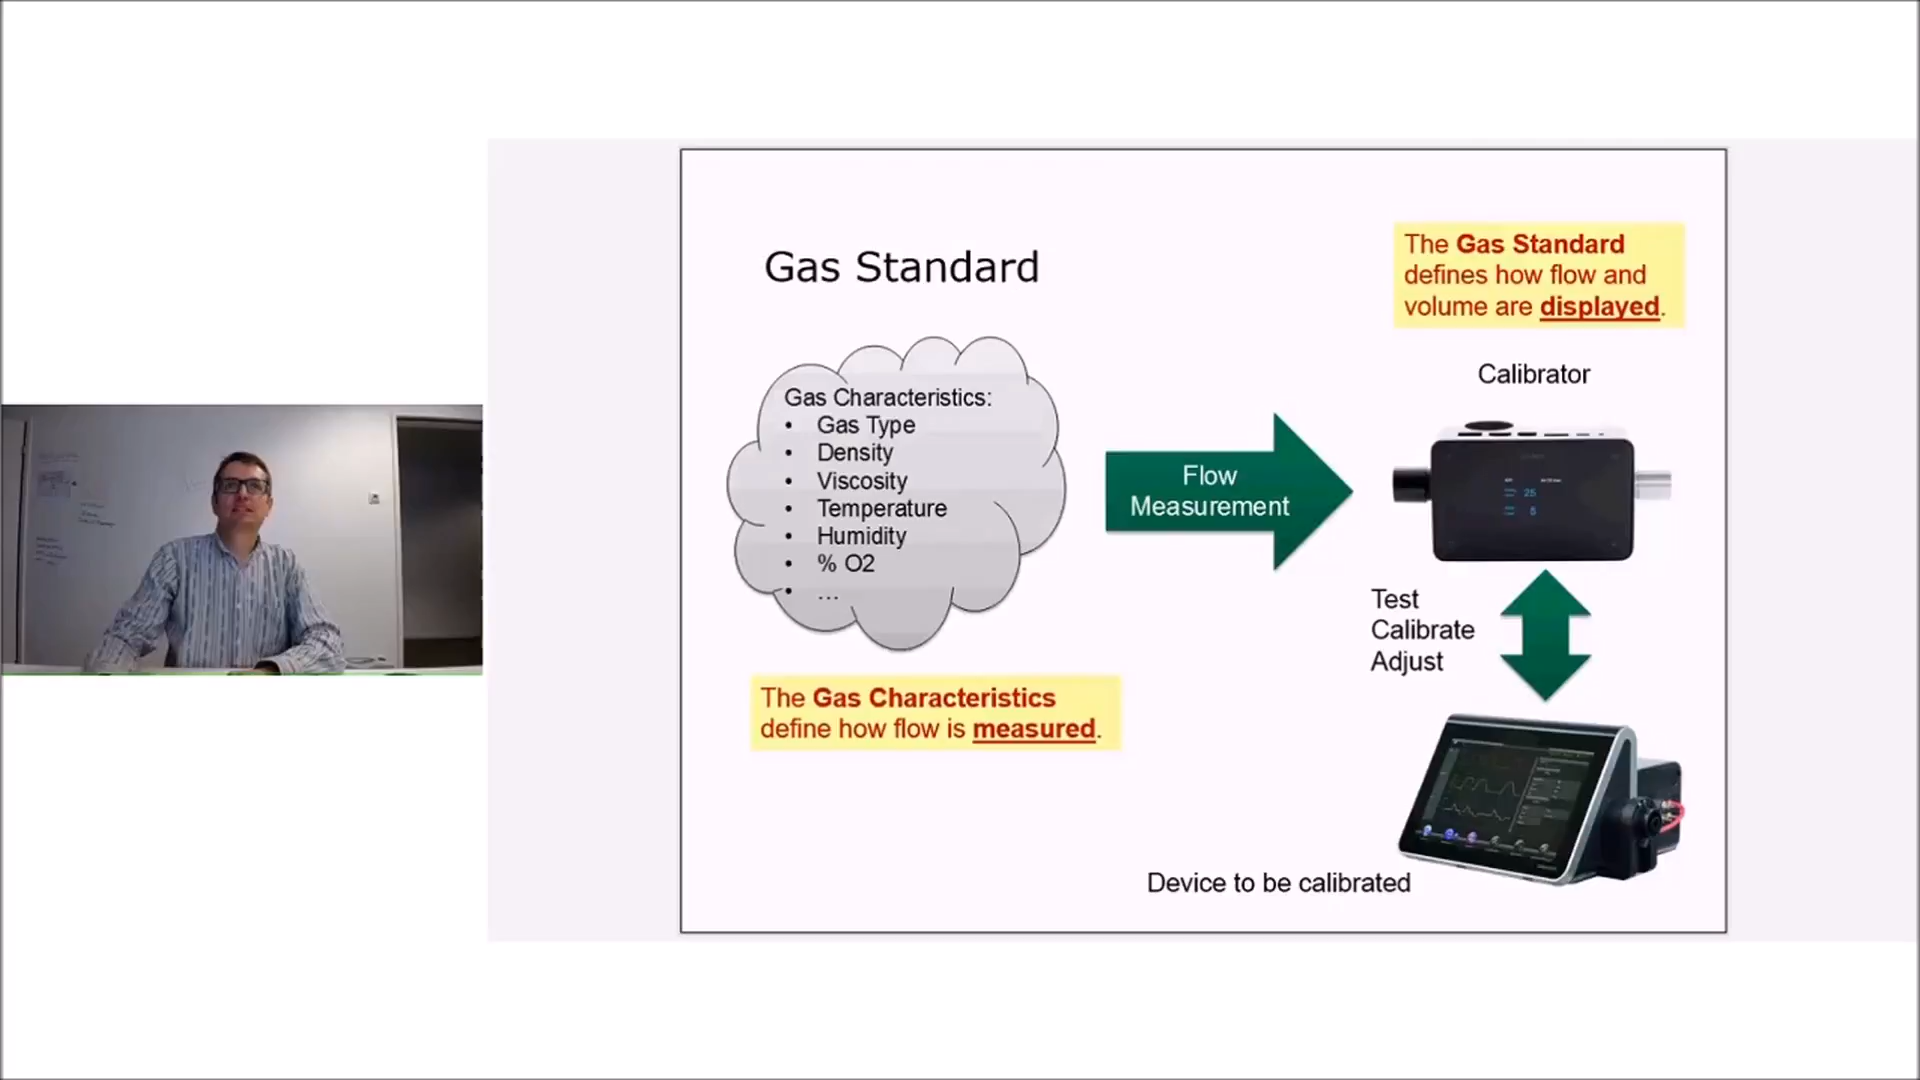 Gas Standard
The Gas Standard
defines how flow and
volume are displayed.
Gas Characteristics:
• Gas Type
• Density
• Viscosity
• Temperature
• Humidity
• % O2
• ...
Flow
Measurement
Calibrator
25
5
Test
Calibrate
Adjust
The Gas Characteristics
define how flow is measured.
Device to be calibrated